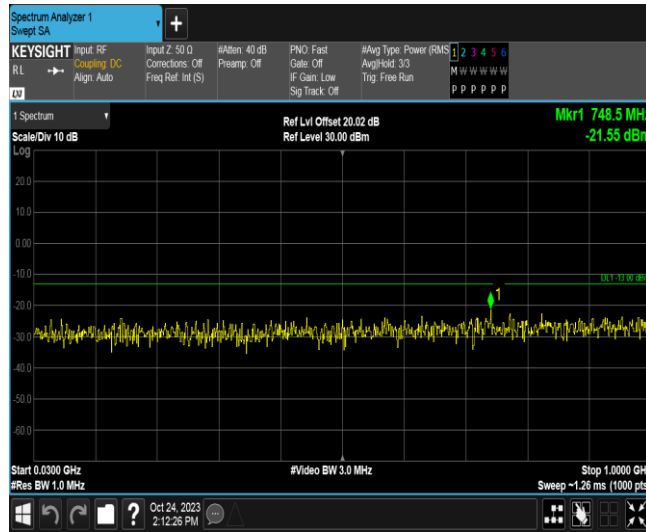 Spectrum Analyzer 1
Swept SA
+
KEYSIGHT
RL
LXI
Input: RF
Coupling: DC
Align: Auto
Input Z: 50 Ω
Corrections: Off
Freq Ref: Int (S)
#Atten: 40 dB
Preamp: Off
PNO: Fast
Gate: Off
IF Gain: Low
Sig Track: Off
#Avg Type: Power (RMS
Avg|Hold: 3/3
Trig: Free Run
1 2 3 4 5 6
M W W W W W
P P P P P P
1 Spectrum
Scale/Div 10 dB
Log
Ref Lvl Offset 20.02 dB
Ref Level 30.00 dBm
Mkr1 748.5 MHz
-21.55 dBm
20.0
10.0
0.00
-10.0
DL1 -13.00 dBm
1
-20.0
-30.0
-40.0
-50.0
-60.0
Start 0.0300 GHz
#Res BW 1.0 MHz
#Video BW 3.0 MHz
Stop 1.0000 GHz
Sweep ~1.26 ms (1000 pts)
?
Oct 24, 2023
2:12:26 PM